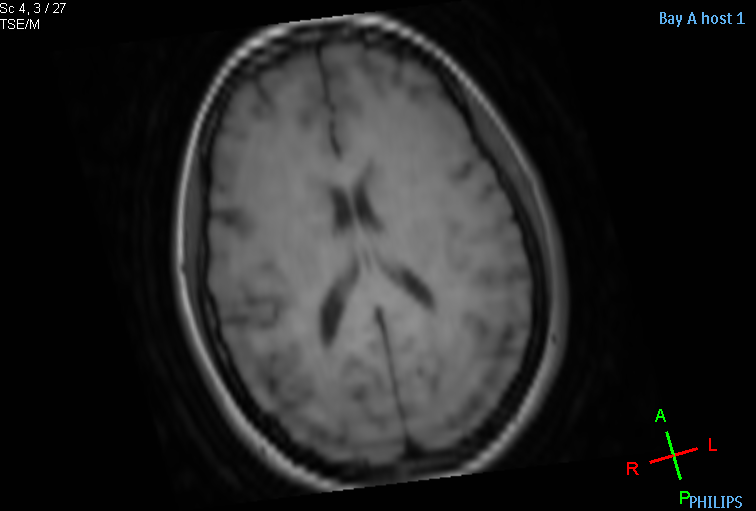 Sc 4, 3 / 27
TSE/M
Bay A host 1
A
L
R
P
PHILIPS